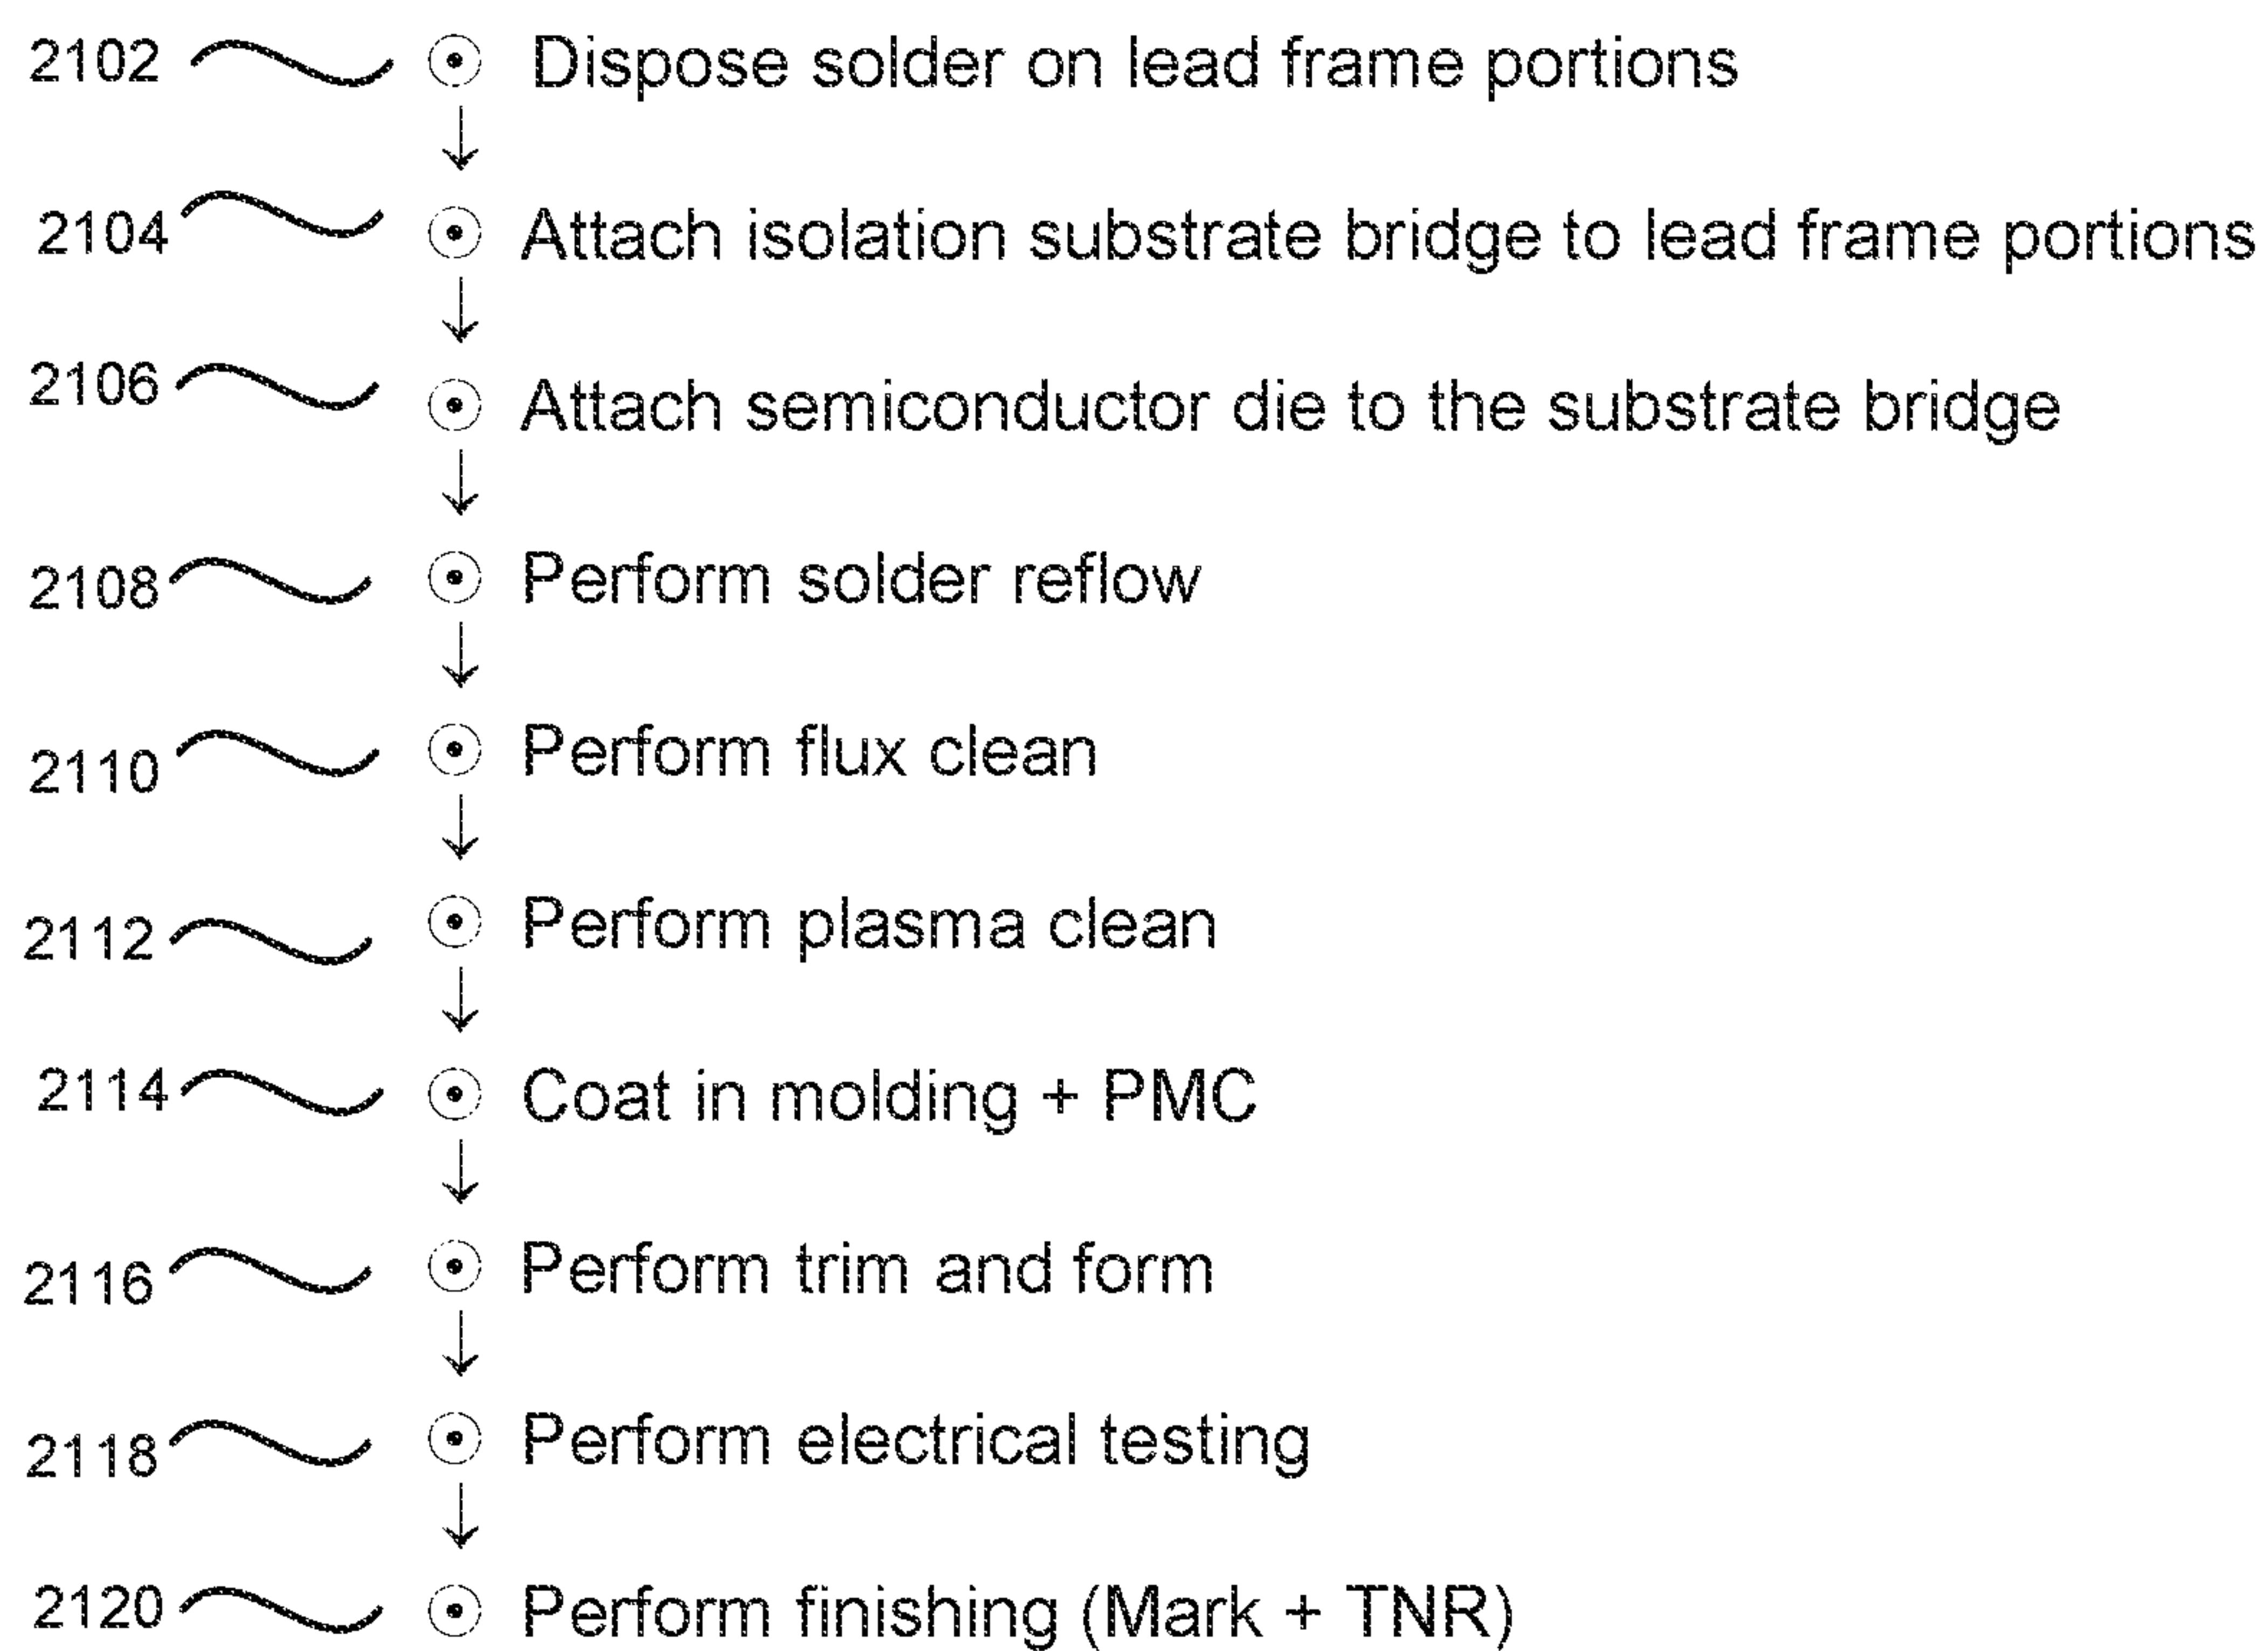 2102 Dispose solder on lead frame portions
2104 Attach isolation substrate bridge to lead frame portions
2106 Attach semiconductor die to the substrate bridge
2108 Perform solder reflow
2110 Perform flux clean
2112 Perform plasma clean
2114 Coat in molding + PMC
2116 Perform trim and form
2118 Perform electrical testing
2120 Perform finishing (Mark + TNR)